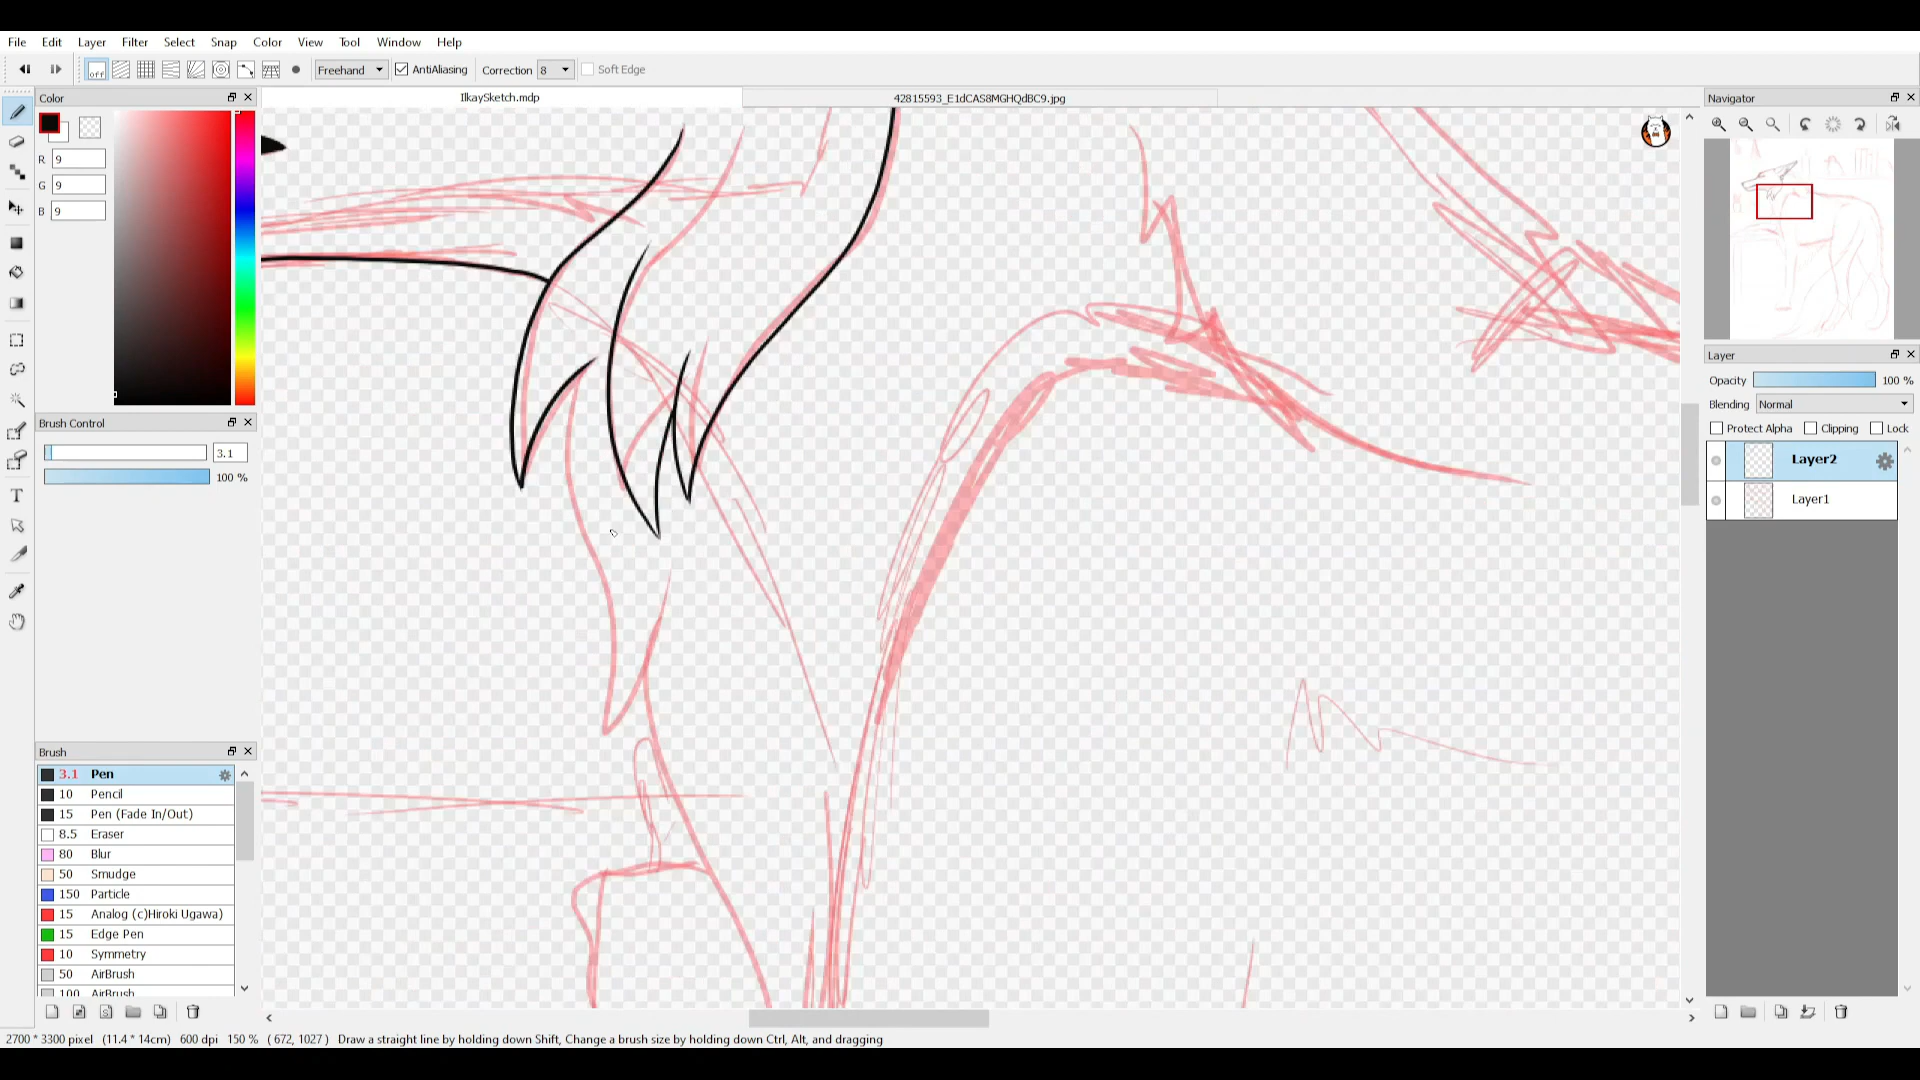 File Edit Layer Filter Select Snap Color View Tool Window Help
off Freehand AntiAliasing Correction 8 Soft Edge
Color
IlkaySketch.mdp
42815593_E1dCAS8MGHQdBC9.jpg
Navigator
R 9
G 9
B 9
Layer
Opacity 100 %
Blending Normal
Protect Alpha Clipping Lock
Layer2
Layer1
Brush Control
3.1
100 %
Brush
3.1 Pen
10 Pencil
15 Pen (Fade In/Out)
8.5 Eraser
80 Blur
50 Smudge
150 Particle
15 Analog (c)Hiroki Ugawa)
15 Edge Pen
10 Symmetry
50 AirBrush
100 AirBrush
T
2700 * 3300 pixel (11.4 * 14cm) 600 dpi 150 % ( 672, 1027 ) Draw a straight line by holding down Shift, Change a brush size by holding down Ctrl, Alt, and dragging